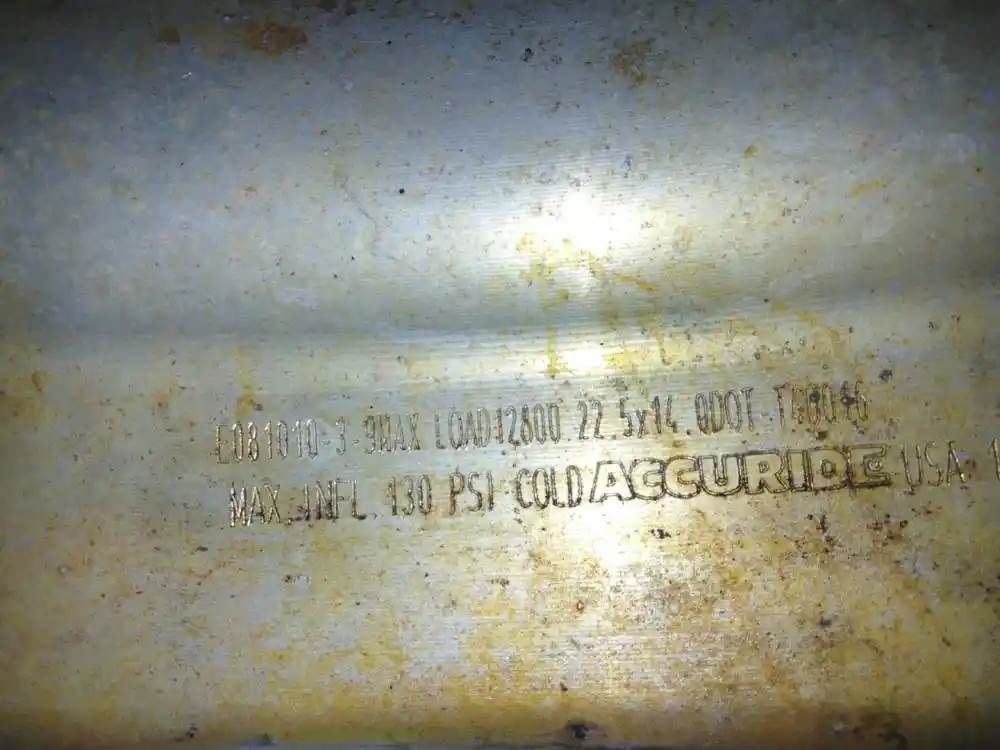 E081010-3-9MAX LOAD12800 22.5x14.0DOT-T
MAX. INFL. 130 PSI COLD ACCURIDE USA